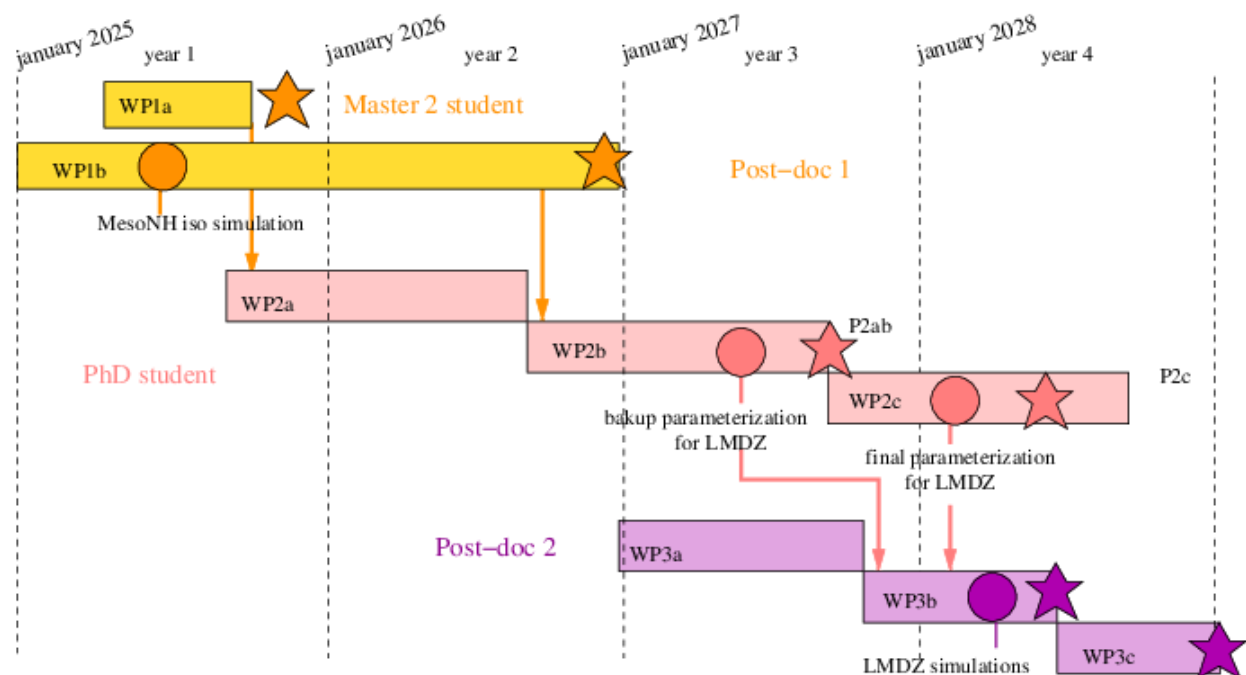 january 2025
january 2026
january 2027
january 2028
year 1
year 2
year 3
year 4
WP1a
Master 2 student
WP1b
Post-doc 1
MesoNH iso simulation
WP2a
P2ab
WP2b
PhD student
P2c
WP2c
bakup parameterization
for LMDZ
final parameterization
for LMDZ
Post-doc 2
WP3a
WP3b
WP3c
LMDZ simulations